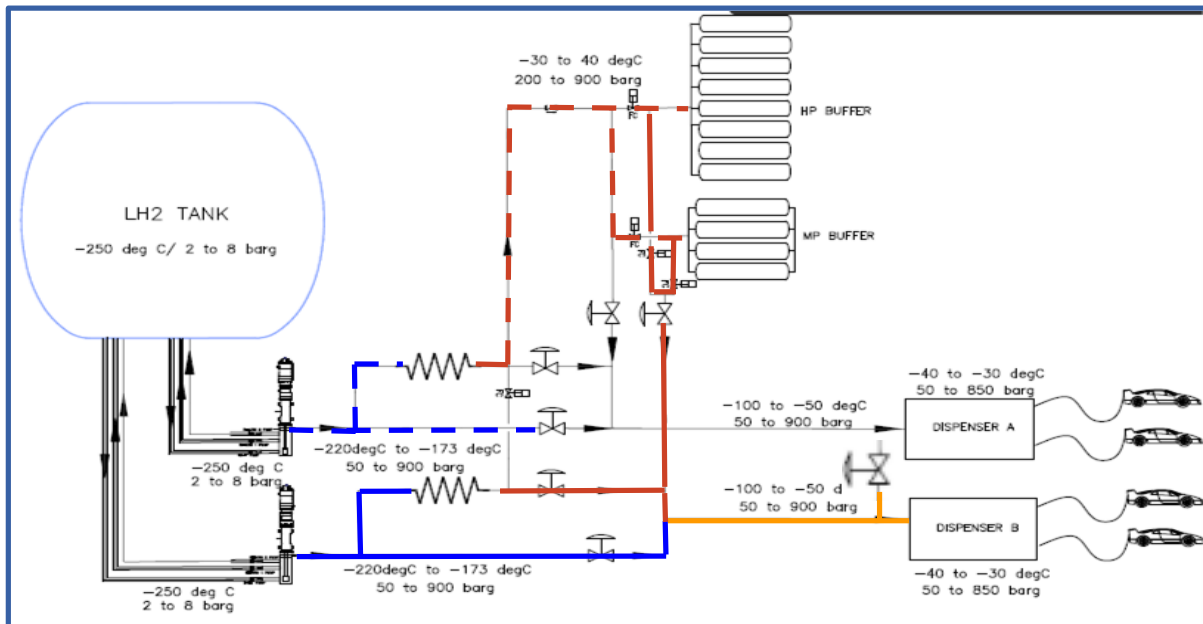 -30 to 40 degC
200 to 900 barg
HP BUFFER
LH2 TANK
-250 deg C/ 2 to 8 barg
MP BUFFER
-40 to -30 degC
50 to 850 barg
-100 to -50 degC
50 to 900 barg
DISPENSER A
-220degC to -173 degC
50 to 900 barg
-250 deg C
2 to 8 barg
-100 to -50 d
50 to 900 barg
DISPENSER B
-220degC to -173 degC
50 to 900 barg
-40 to -30 degC
50 to 850 barg
-250 deg C
2 to 8 barg